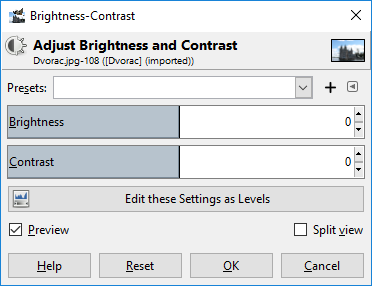 Brightness-Contrast
Adjust Brightness and Contrast
Dvorac.jpg-108 ([Dvorac] (imported))
Presets:
Brightness 0
Contrast 0
Edit these Settings as Levels
Preview Split view
Help Reset OK Cancel